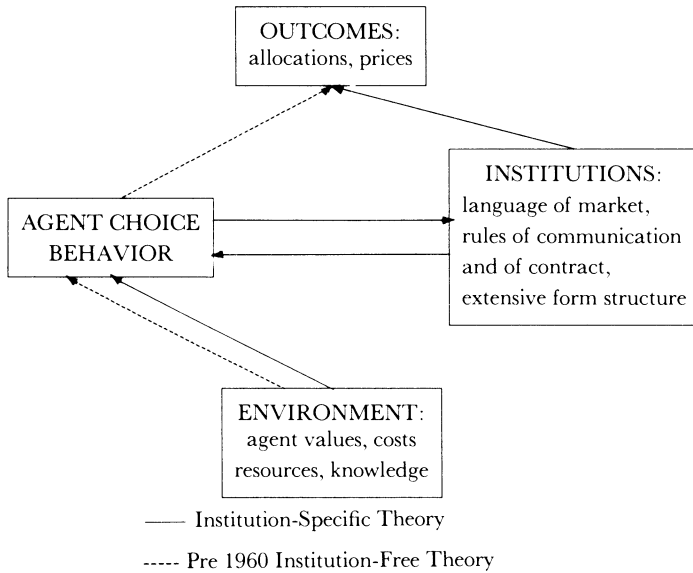 OUTCOMES:
allocations, prices
INSTITUTIONS:
language of market,
rules of communication
and of contract,
extensive form structure
AGENT CHOICE
BEHAVIOR
ENVIRONMENT:
agent values, costs
resources, knowledge
Institution-Specific Theory
Pre 1960 Institution-Free Theory